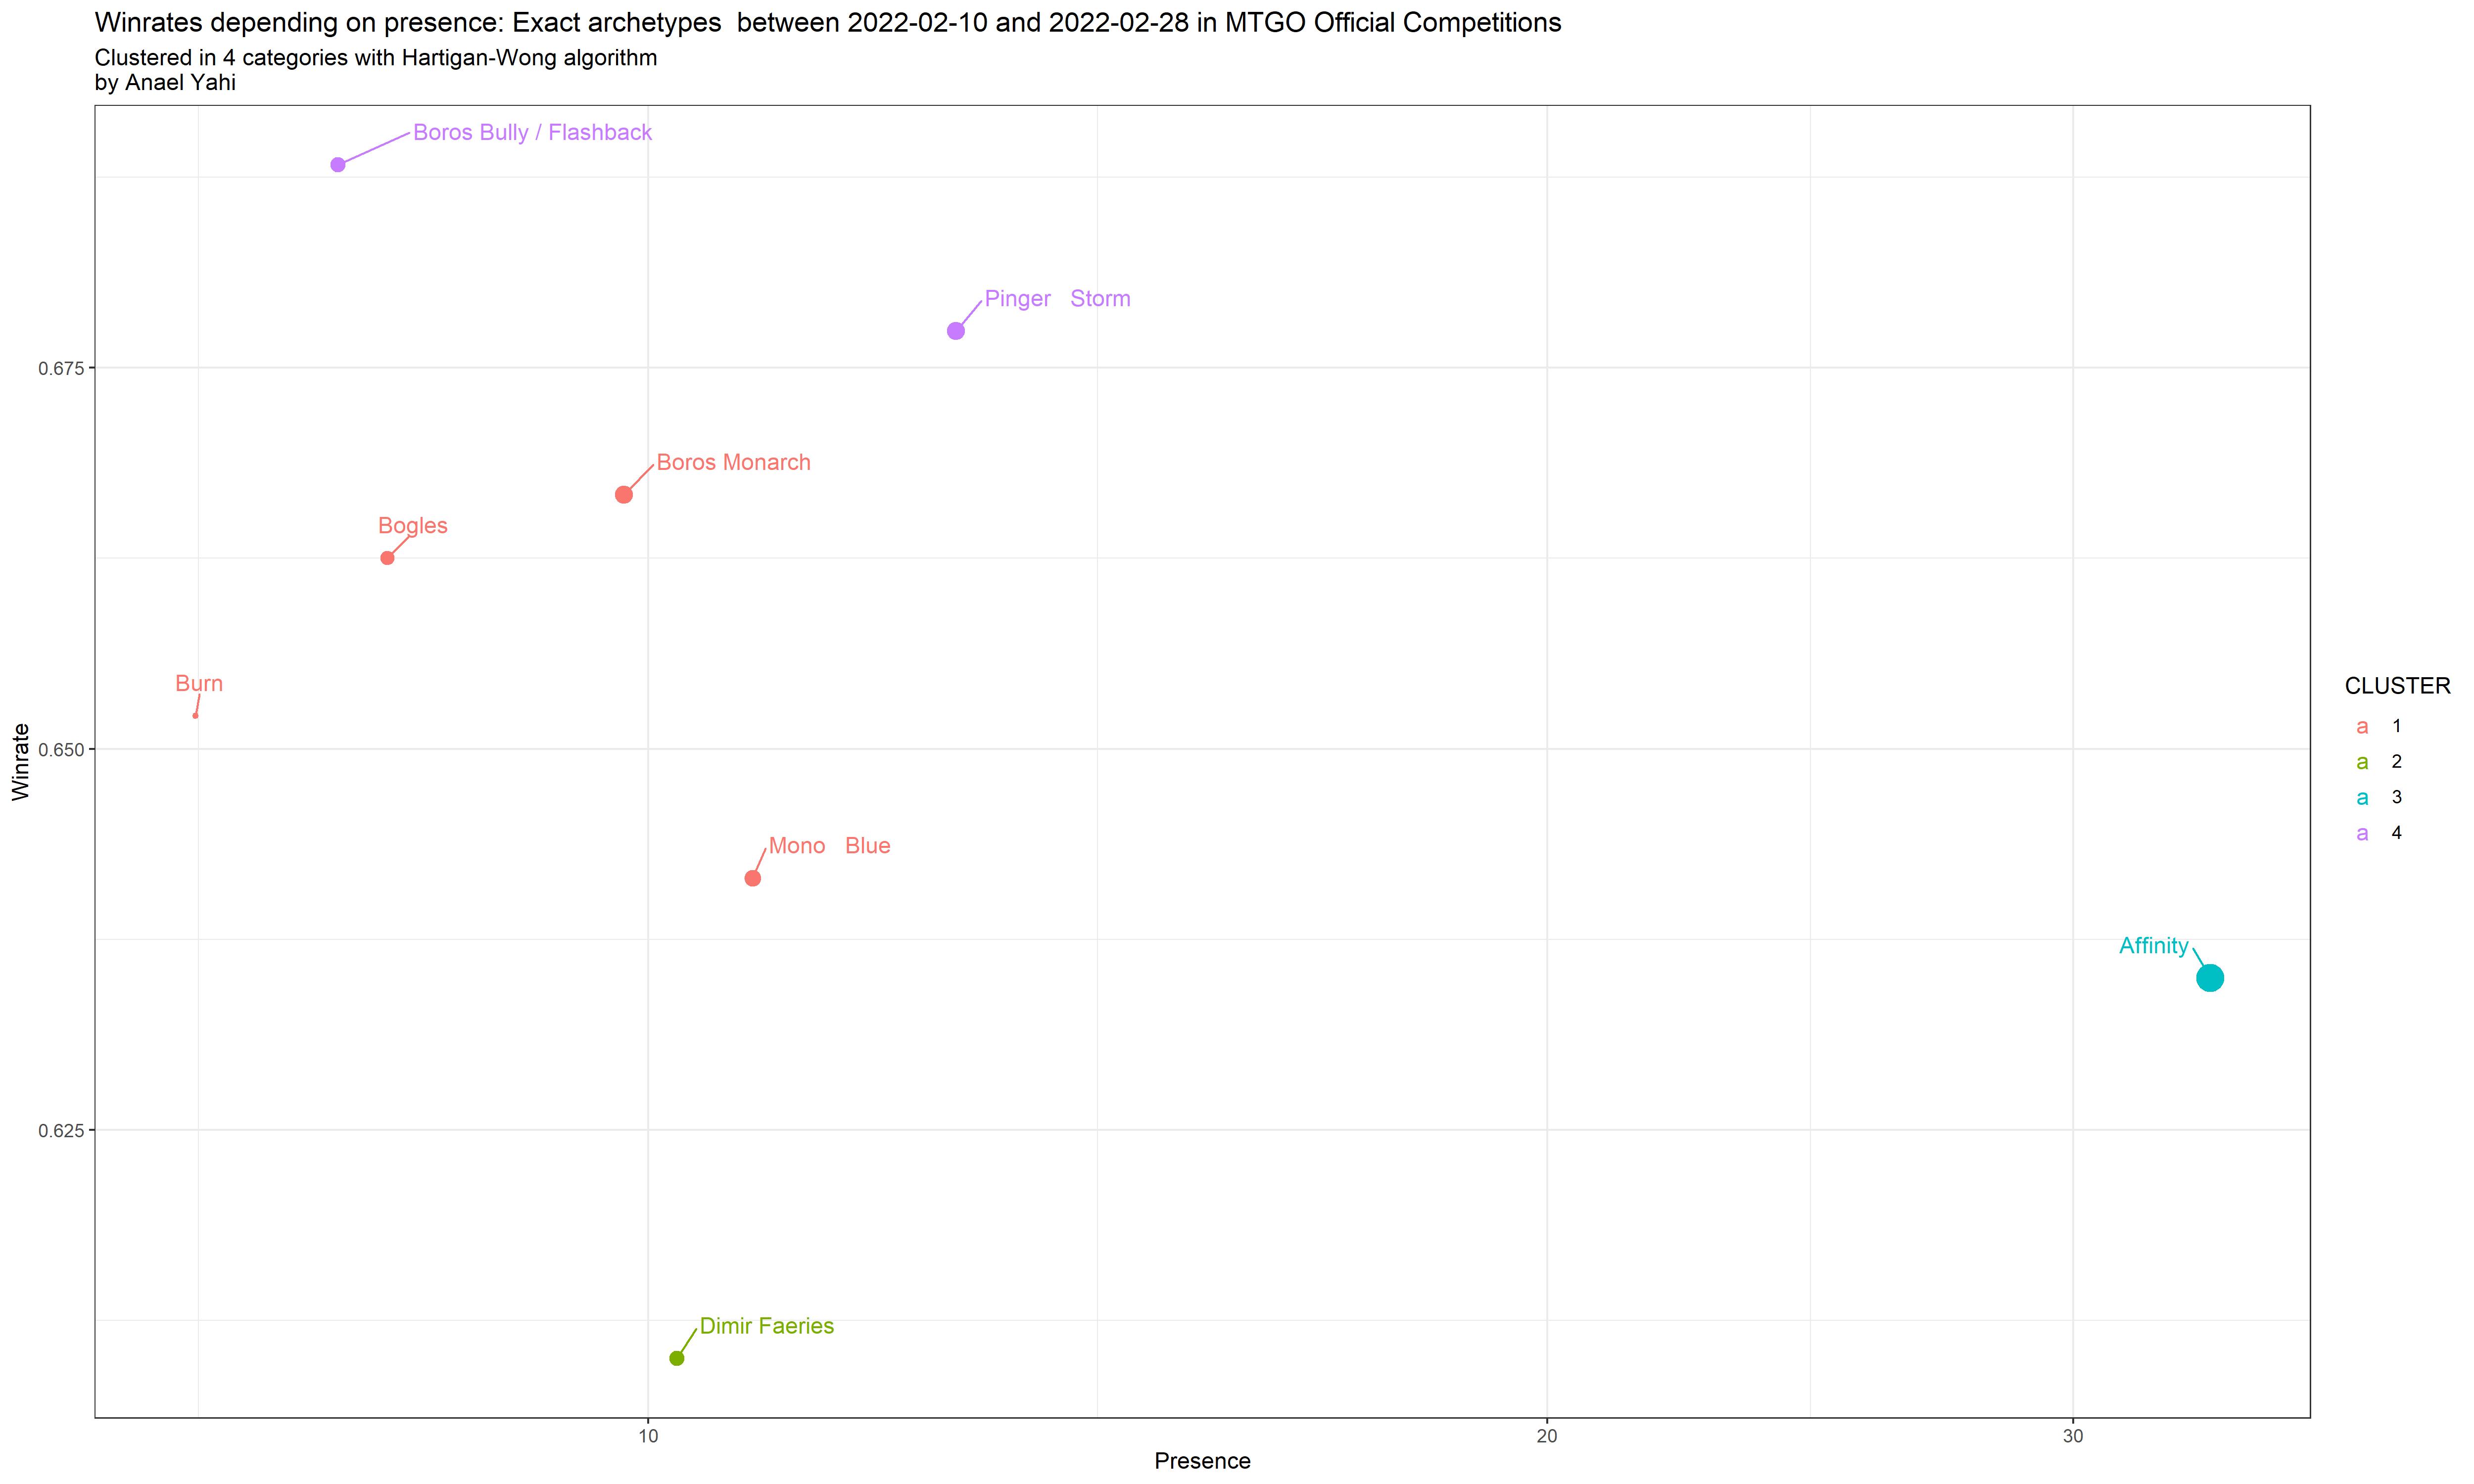 Winrates depending on presence: Exact archetypes  between 2022-02-10 and 2022-02-28 in MTGO Official Competitions
Clustered in 4 categories with Hartigan-Wong algorithm
by Anael Yahi
Boros Bully / Flashback
Pinger   Storm
0.675
Boros Monarch
Bogles
Burn
0.650
Winrate
Mono   Blue
Affinity
0.625
Dimir Faeries
10
20
30
Presence
CLUSTER
a 1
a 2
a 3
a 4